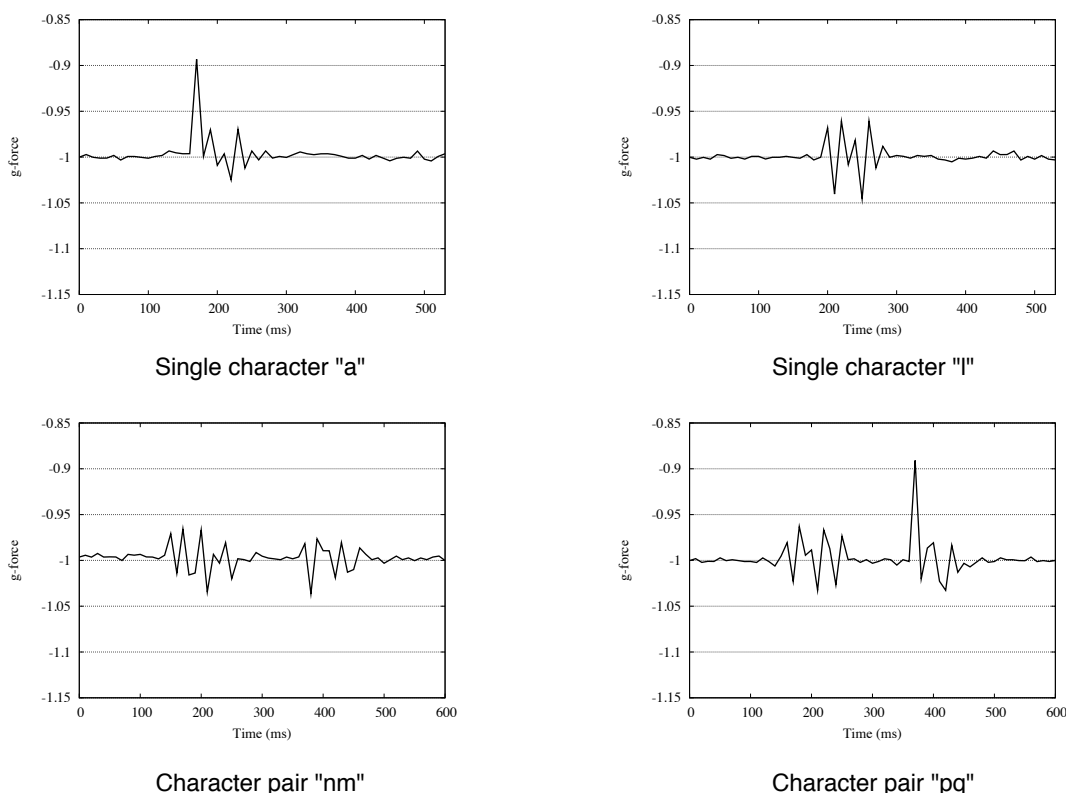 -0.85
-0.9
-0.95
-1
-1.05
-1.1
-1.15
g-force
0 100 200 300 400 500
Time (ms)
Single character "a"
-0.85
-0.9
-0.95
-1
-1.05
-1.1
-1.15
g-force
0 100 200 300 400 500
Time (ms)
Single character "l"
-0.85
-0.9
-0.95
-1
-1.05
-1.1
-1.15
g-force
0 100 200 300 400 500 600
Time (ms)
Character pair "nm"
-0.85
-0.9
-0.95
-1
-1.05
-1.1
-1.15
g-force
0 100 200 300 400 500 600
Time (ms)
Character pair "pq"